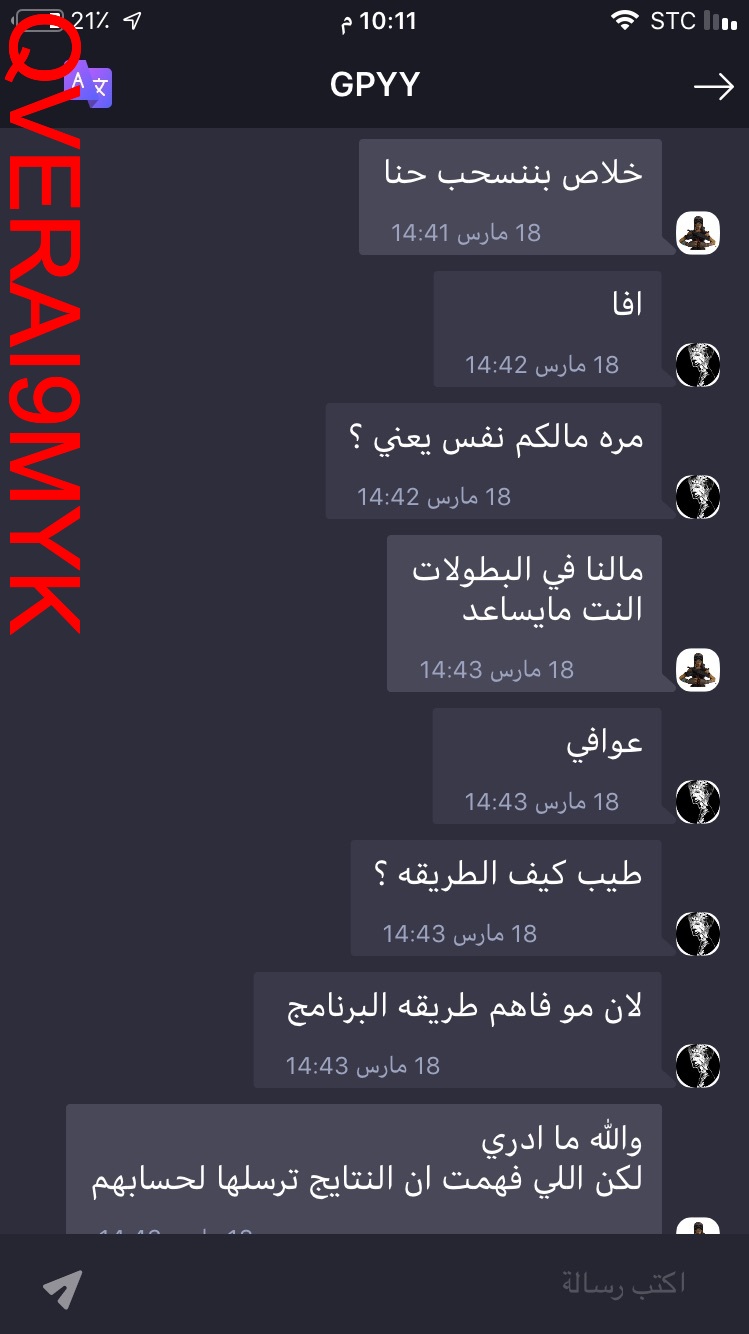 21٪
10:11 م
STC
GPYY
A 文
QVERAI9MYK
خلاص بننسحب حنا
18 مارس 14:41
افا
18 مارس 14:42
مره مالكم نفس يعني ؟
18 مارس 14:42
مالنا في البطولات
النت مايساعد
18 مارس 14:43
عوافي
18 مارس 14:43
طيب كيف الطريقه ؟
18 مارس 14:43
لان مو فاهم طريقه البرنامج
18 مارس 14:43
والله ما ادري
لكن اللي فهمت ان النتايج ترسلها لحسابهم
اكتب رسالة